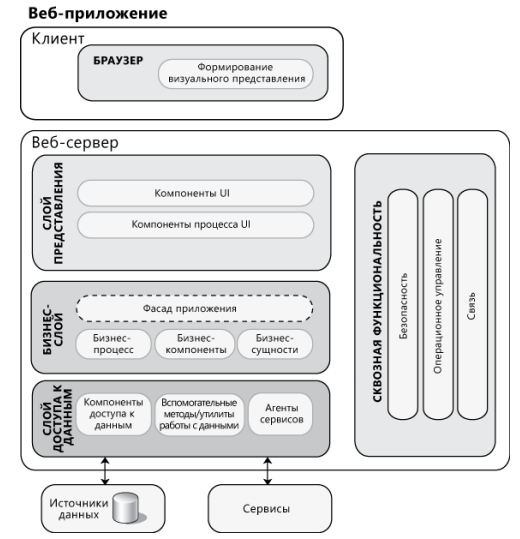 Веб-приложение
Клиент
БРАУЗЕР
Формирование
визуального представления
Веб-сервер
СЛОЙ
ПРЕДСТАВЛЕНИЯ
Компоненты UI
Компоненты процесса UI
БИЗНЕС-
СЛОЙ
Фасад приложения
Бизнес-
процесс
Бизнес-
компоненты
Бизнес-
сущности
СЛОЙ
ДОСТУПА К
ДАННЫМ
Компоненты
доступа к
данным
Вспомогательные
методы/утилиты
работы с данными
Агенты
сервисов
СКВОЗНАЯ ФУНКЦИОНАЛЬНОСТЬ
Безопасность
Операционное управление
Связь
Источники
данных
Сервисы